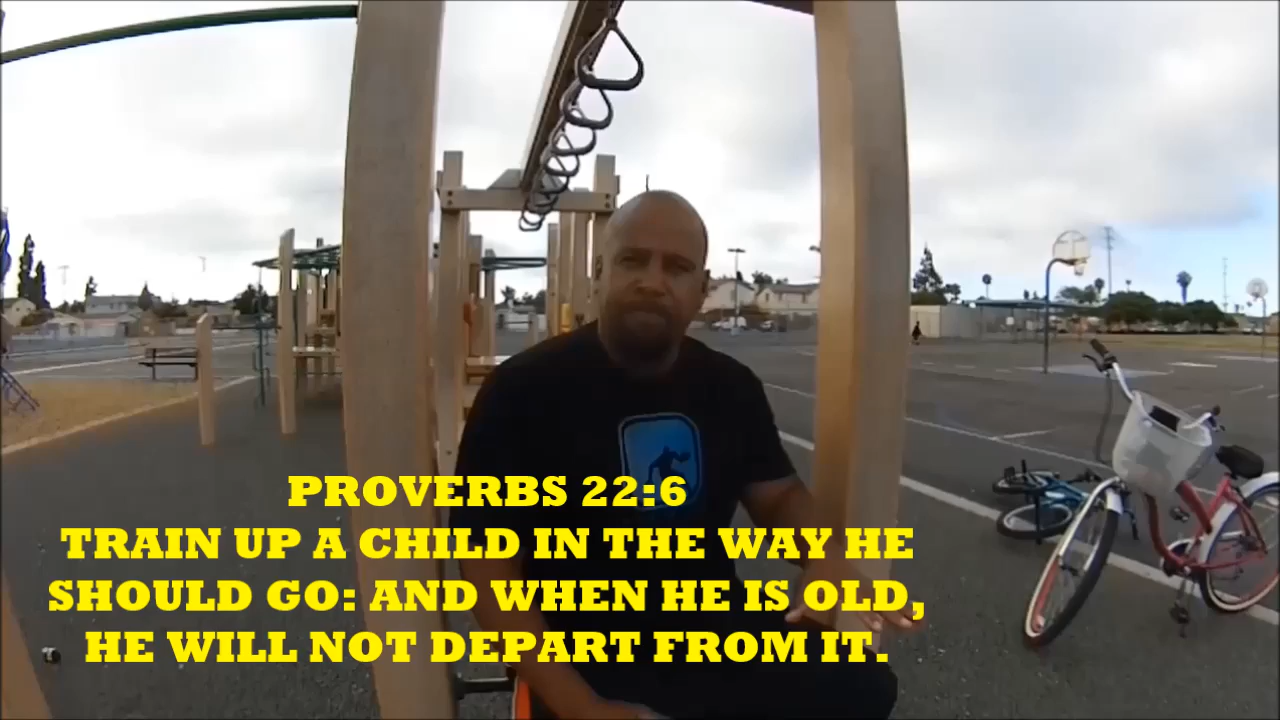 PROVERBS 22:6
TRAIN UP A CHILD IN THE WAY HE
SHOULD GO: AND WHEN HE IS OLD,
HE WILL NOT DEPART FROM IT.